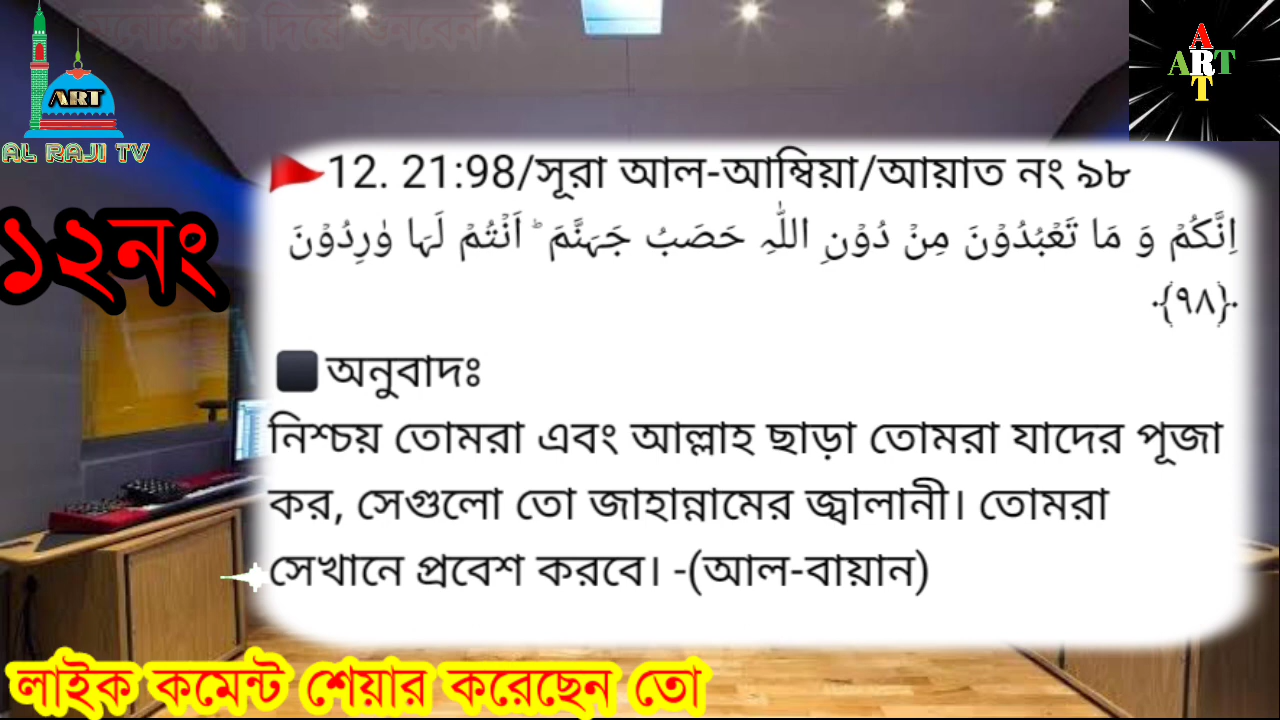 ART
AL RAJI TV
A
ART
T
১২নং
🚩12. 21:98/সূরা আল-আম্বিয়া/আয়াত নং ৯৮
اِنَّکُمۡ وَ مَا تَعۡبُدُوۡنَ مِنۡ دُوۡنِ اللّٰہِ حَصَبُ جَہَنَّمَ ؕ اَنۡتُمۡ لَہَا وٰرِدُوۡنَ
﴿۹۸﴾
⬛অনুবাদঃ
নিশ্চয় তোমরা এবং আল্লাহ ছাড়া তোমরা যাদের পূজা
কর, সেগুলো তো জাহান্নামের জ্বালানী। তোমরা
সেখানে প্রবেশ করবে। -(আল-বায়ান)
লাইক কমেন্ট শেয়ার করেছেন তো